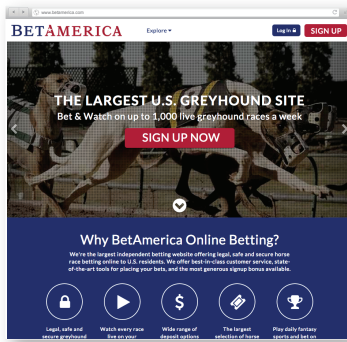 www.betamerica.com
BETAMERICA
Explore
Log In
SIGN UP
THE LARGEST U.S. GREYHOUND SITE
Bet & Watch on up to 1,000 live greyhound races a week
SIGN UP NOW
Why BetAmerica Online Betting?
We're the largest independent betting website offering legal, safe and secure horse
race betting online to U.S. residents. We offer best-in-class customer service, state-
of-the-art tools for placing your bets, and the most generous signup bonus available.
$
Legal, safe and
secure greyhound
Watch every race
live on your
Wide range of
deposit options
The largest
selection of horse
Play daily fantasy
sports and bet on